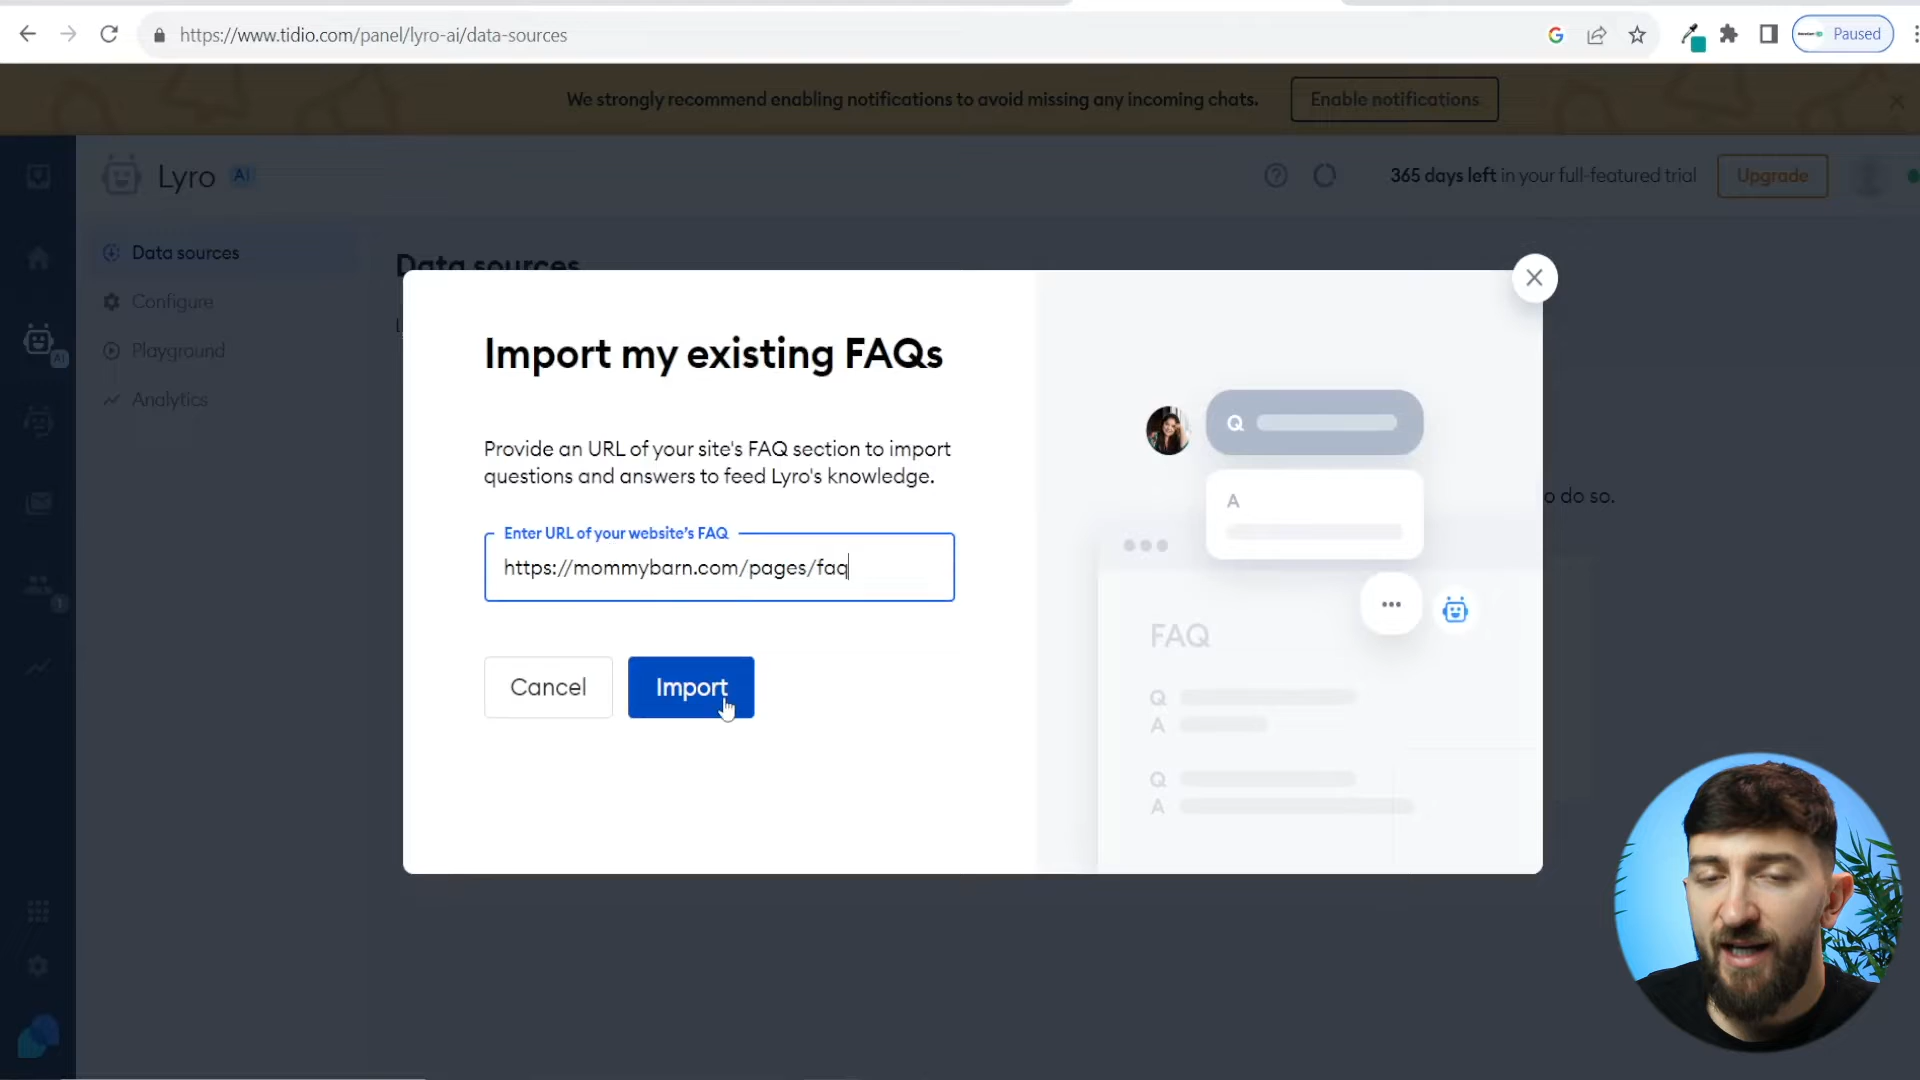 https://www.tidio.com/panel/lyro-ai/data-sources
Paused
We strongly recommend enabling notifications to avoid missing any incoming chats.
Enable notifications
Lyro AI
365 days left in your full-featured trial
Upgrade
Data sources
Configure
Playground
Analytics
Data sources
Import my existing FAQs
Provide an URL of your site's FAQ section to import
questions and answers to feed Lyro's knowledge.
Enter URL of your website's FAQ
https://mommybarn.com/pages/faq
Cancel
Import
Q
A
FAQ
Q
A
Q
A
o do so.
AI
1